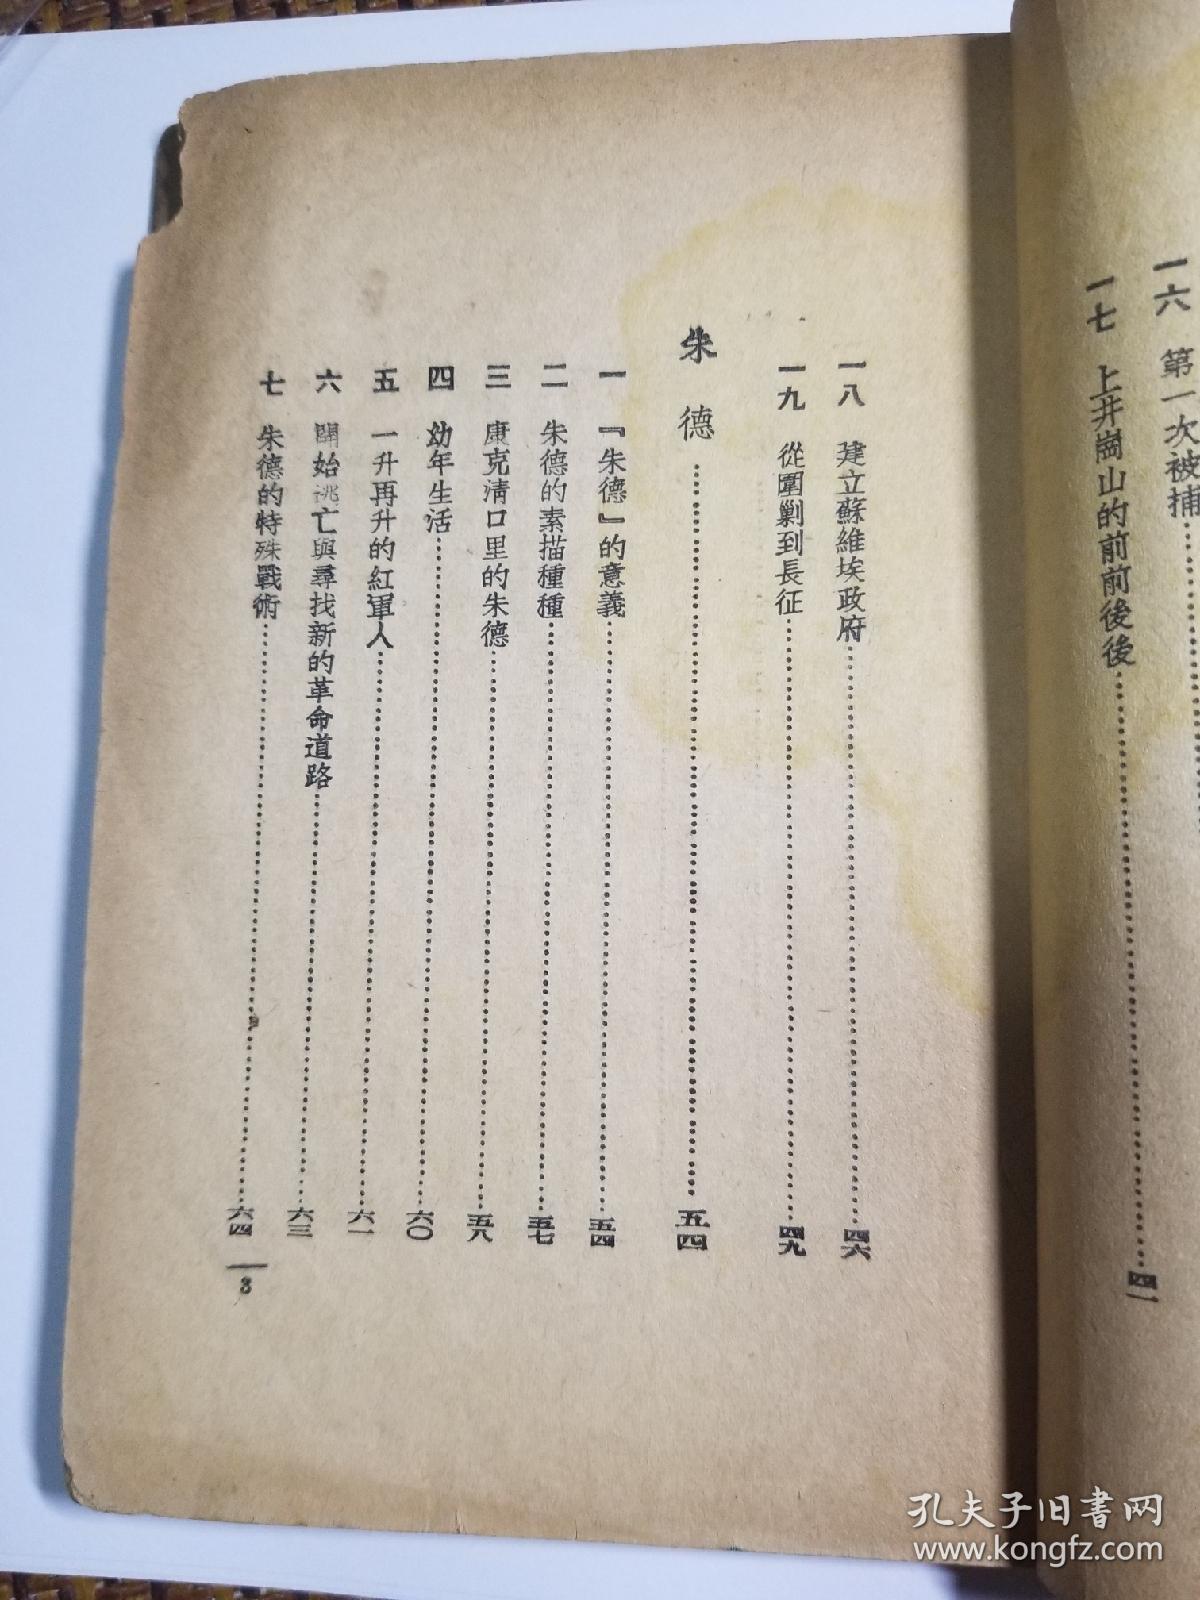 一六　第一次被捕
一七　上井崗山的前前後後……四一
一八　建立蘇維埃政府……四六
一九　從圍剿到長征……四九
朱　德……五四
一　『朱德』的意義……五四
二　朱德的素描種種……五七
三　康克清口里的朱德……五八
四　幼年生活……六〇
五　一升再升的紅軍人……六一
六　開始逃亡與尋找新的革命道路……六三
七　朱德的特殊戰術……六四
3
孔夫子旧书网
www.kongfz.com